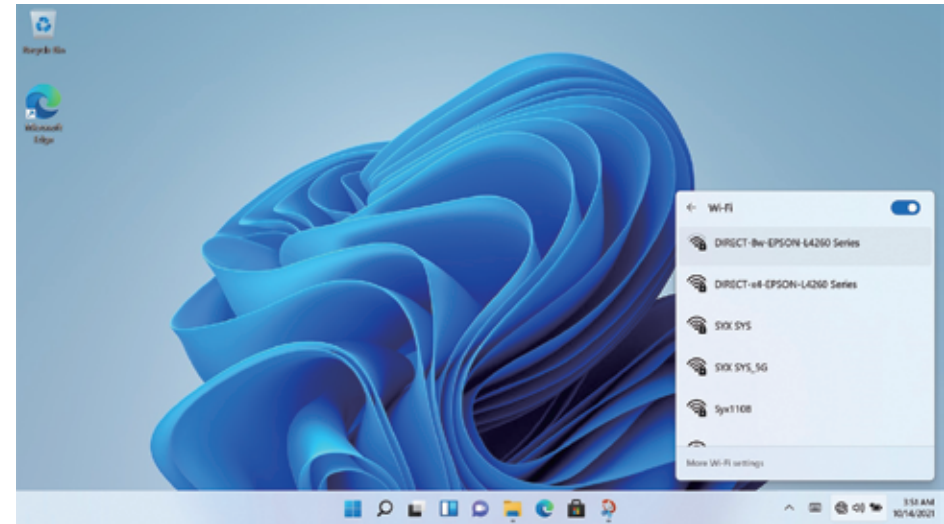 Recycle Bin
Microsoft
Edge
Wi-Fi
DIRECT-8w-EPSON-L4260 Series
DIRECT-x4-EPSON-L4260 Series
SYX SYS
SYX SYS_5G
Syx1108
More Wi-Fi settings
3:51 AM
10/14/2021